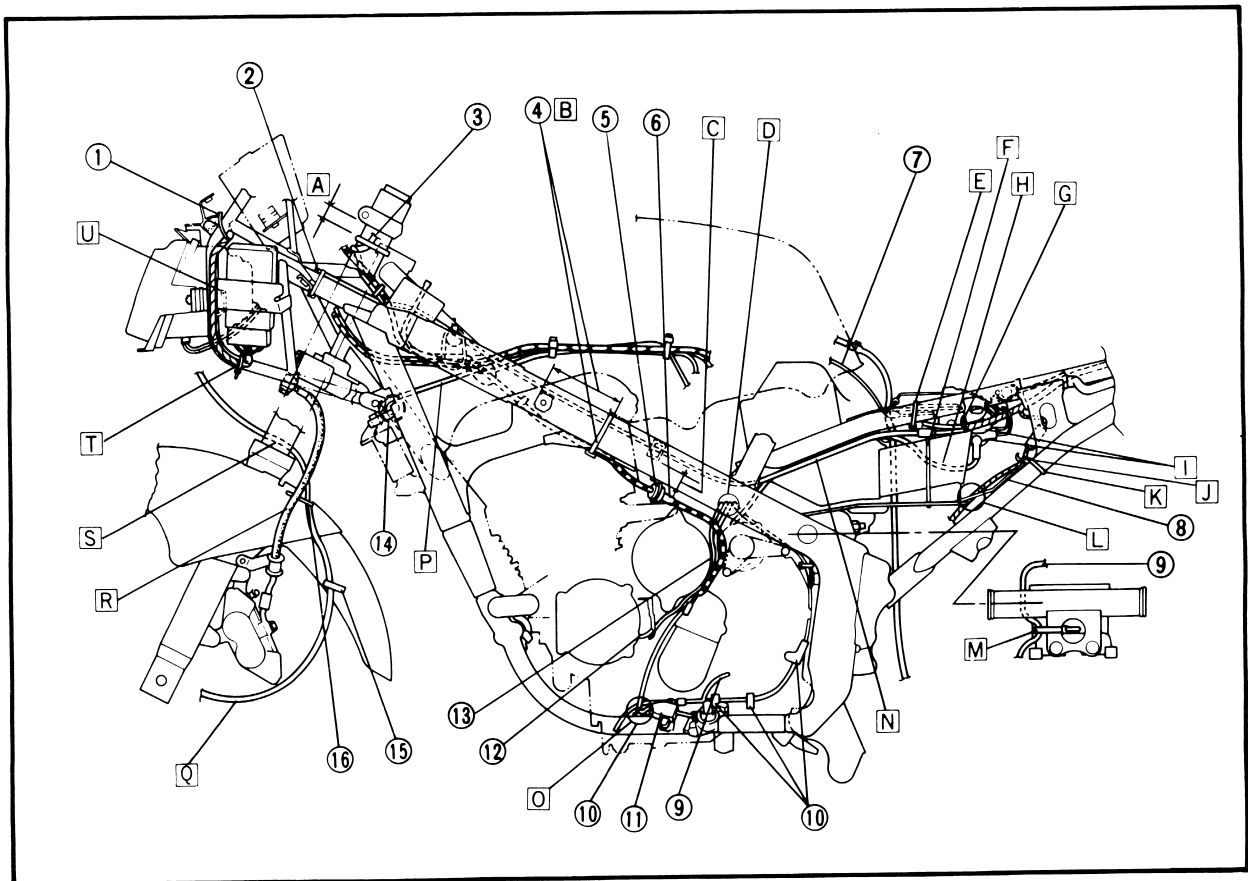 ②
④ B ⑤ ⑥ C D
③
① A
⑦ E F H G
U
T
I
J
K
S ⑭ P L ⑧
⑨
R M
⑬ ⑫ N
Q ⑯ ⑮ O ⑩ ⑪ ⑨ ⑩